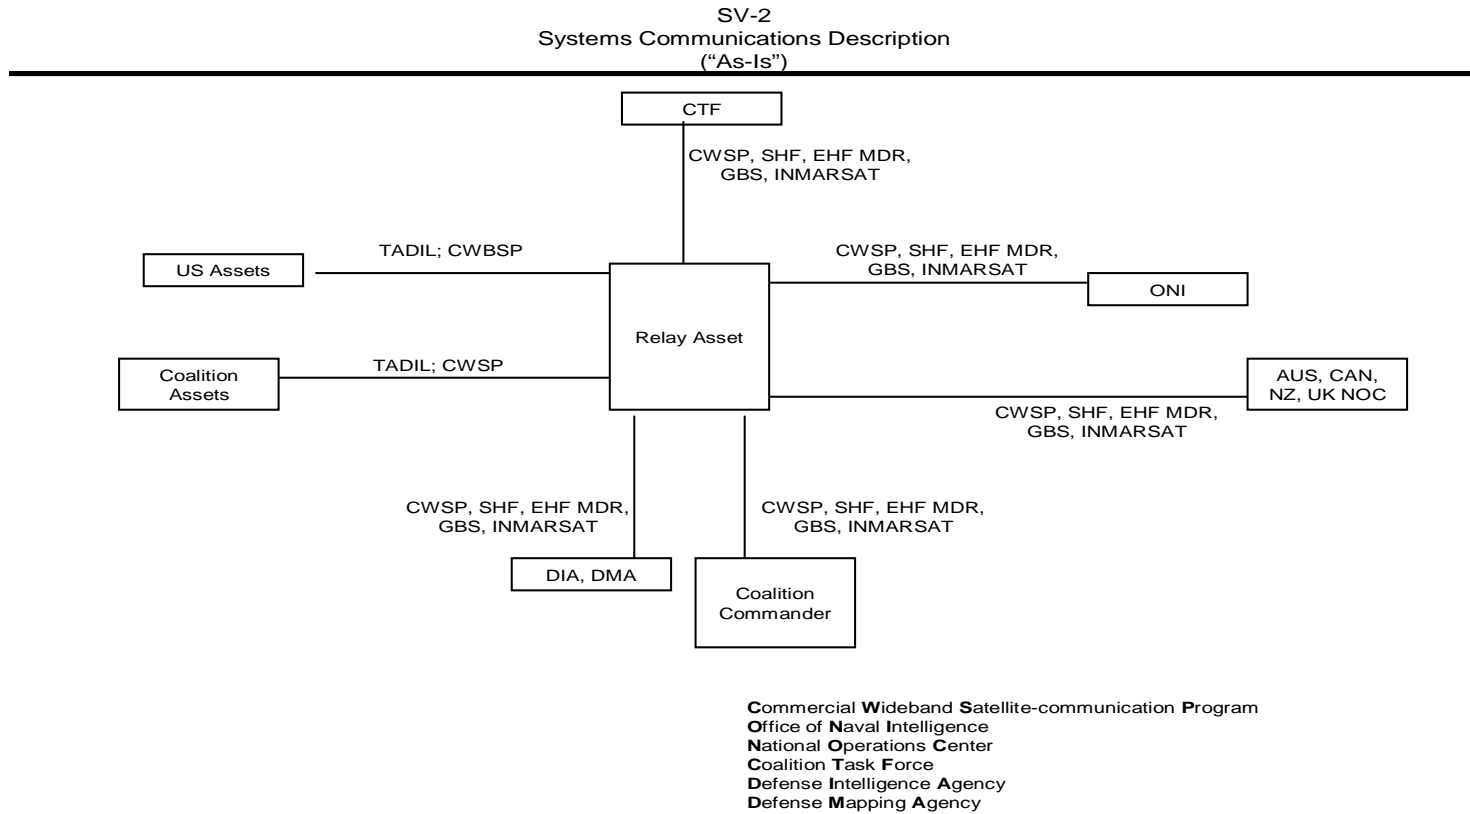 SV-2
Systems Communications Description
(“As-Is”)
CTF
CWSP, SHF, EHF MDR,
GBS, INMARSAT
TADIL; CWBSP
US Assets
CWSP, SHF, EHF MDR,
GBS, INMARSAT
ONI
Relay Asset
TADIL; CWSP
Coalition
Assets
AUS, CAN,
NZ, UK NOC
CWSP, SHF, EHF MDR,
GBS, INMARSAT
CWSP, SHF, EHF MDR,
GBS, INMARSAT
CWSP, SHF, EHF MDR,
GBS, INMARSAT
DIA, DMA
Coalition
Commander
Commercial Wideband Satellite-communication Program
Office of Naval Intelligence
National Operations Center
Coalition Task Force
Defense Intelligence Agency
Defense Mapping Agency